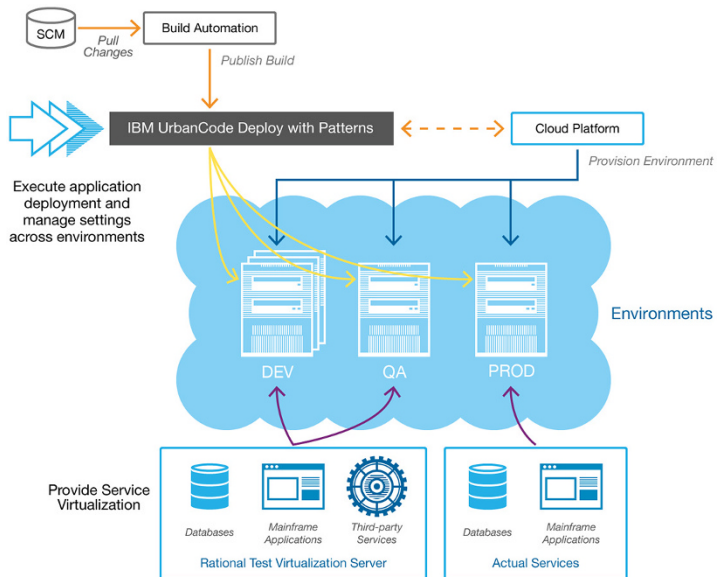 SCM
Pull
Changes
Build Automation
Publish Build
IBM UrbanCode Deploy with Patterns
Cloud Platform
Provision Environment
Execute application
deployment and
manage settings
across environments
Environments
DEV
QA
PROD
Provide Service
Virtualization
Databases
Mainframe
Applications
Third-party
Services
Rational Test Virtualization Server
Databases
Mainframe
Applications
Actual Services